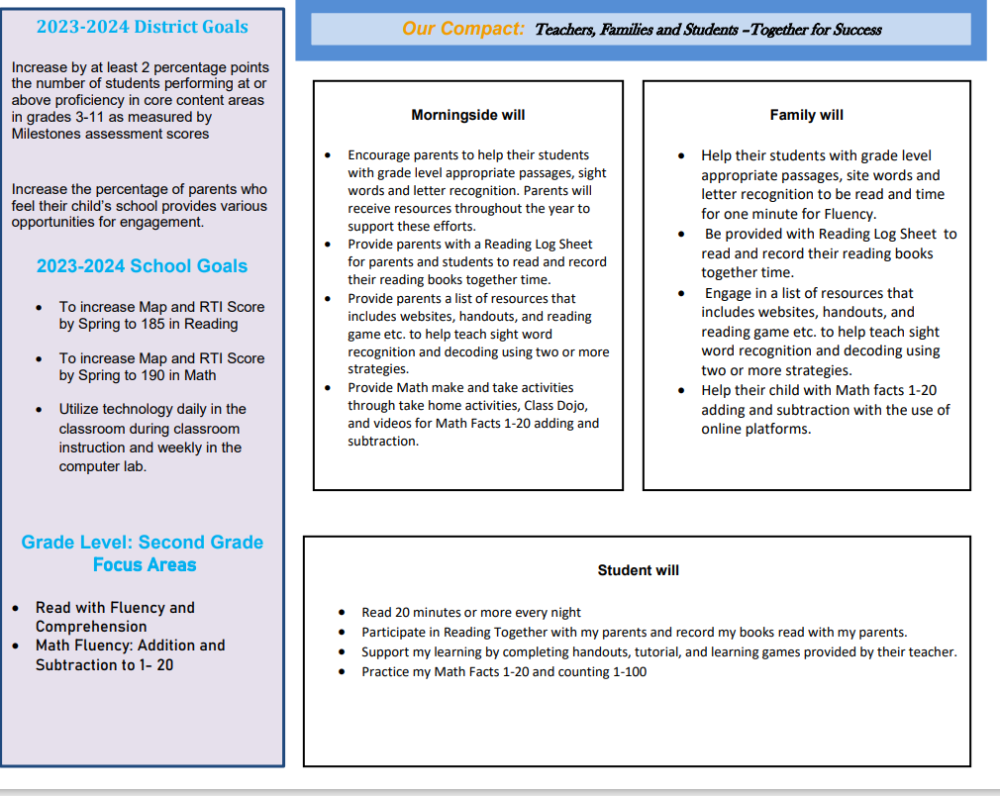 2023-2024 District Goals
Increase by at least 2 percentage points
the number of students performing at or
above proficiency in core content areas
in grades 3-11 as measured by
Milestones assessment scores
Increase the percentage of parents who
feel their child’s school provides various
opportunities for engagement.
2023-2024 School Goals
• To increase Map and RTI Score
by Spring to 185 in Reading
• To increase Map and RTI Score
by Spring to 190 in Math
• Utilize technology daily in the
classroom during classroom
instruction and weekly in the
computer lab.
Grade Level: Second Grade
Focus Areas
• Read with Fluency and
Comprehension
• Math Fluency: Addition and
Subtraction to 1- 20
Our Compact: Teachers, Families and Students –Together for Success
Morningside will
• Encourage parents to help their students
with grade level appropriate passages, sight
words and letter recognition. Parents will
receive resources throughout the year to
support these efforts.
• Provide parents with a Reading Log Sheet
for parents and students to read and record
their reading books together time.
• Provide parents a list of resources that
includes websites, handouts, and reading
game etc. to help teach sight word
recognition and decoding using two or more
strategies.
• Provide Math make and take activities
through take home activities, Class Dojo,
and videos for Math Facts 1-20 adding and
subtraction.
Family will
• Help their students with grade level
appropriate passages, site words and
letter recognition to be read and time
for one minute for Fluency.
• Be provided with Reading Log Sheet to
read and record their reading books
together time.
• Engage in a list of resources that
includes websites, handouts, and
reading game etc. to help teach sight
word recognition and decoding using
two or more strategies.
• Help their child with Math facts 1-20
adding and subtraction with the use of
online platforms.
Student will
• Read 20 minutes or more every night
• Participate in Reading Together with my parents and record my books read with my parents.
• Support my learning by completing handouts, tutorial, and learning games provided by their teacher.
• Practice my Math Facts 1-20 and counting 1-100